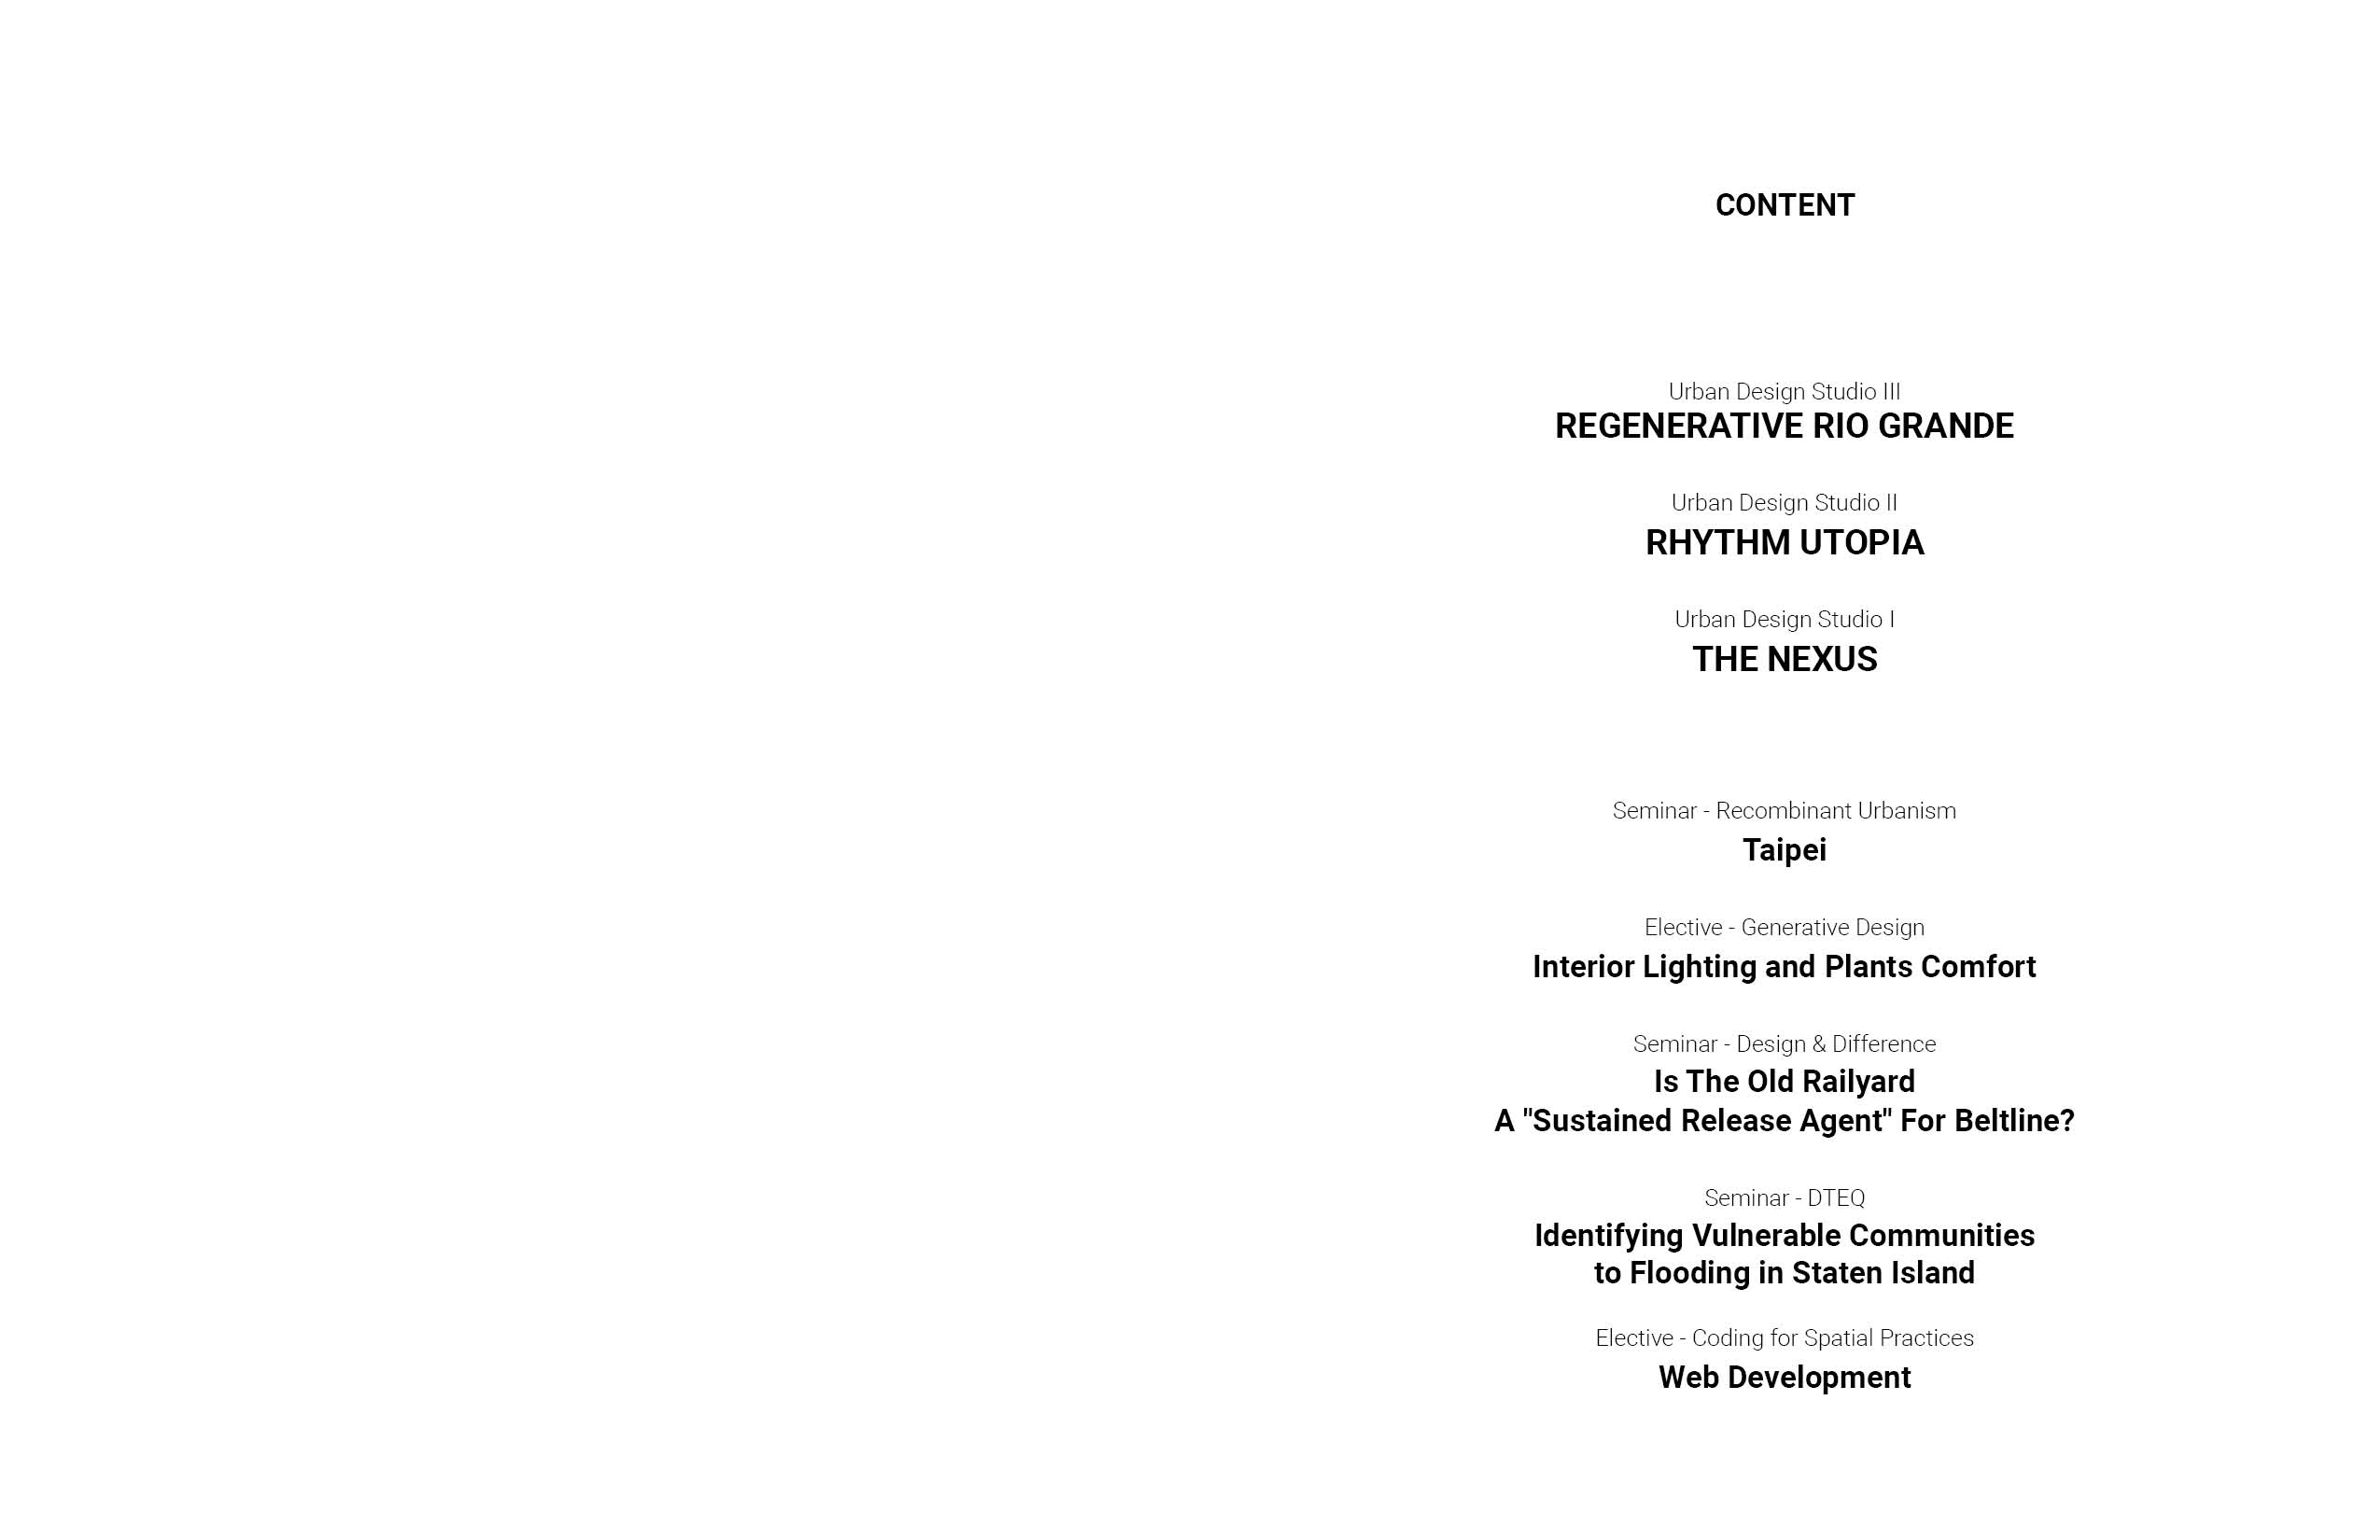 CONTENT
Urban Design Studio III
REGENERATIVE RIO GRANDE
Urban Design Studio II
RHYTHM UTOPIA
Urban Design Studio I
THE NEXUS
Seminar - Recombinant Urbanism
Taipei
Elective - Generative Design
Interior Lighting and Plants Comfort
Seminar - Design & Difference
Is The Old Railyard
A "Sustained Release Agent" For Beltline?
Seminar - DTEQ
Identifying Vulnerable Communities
to Flooding in Staten Island
Elective - Coding for Spatial Practices
Web Development